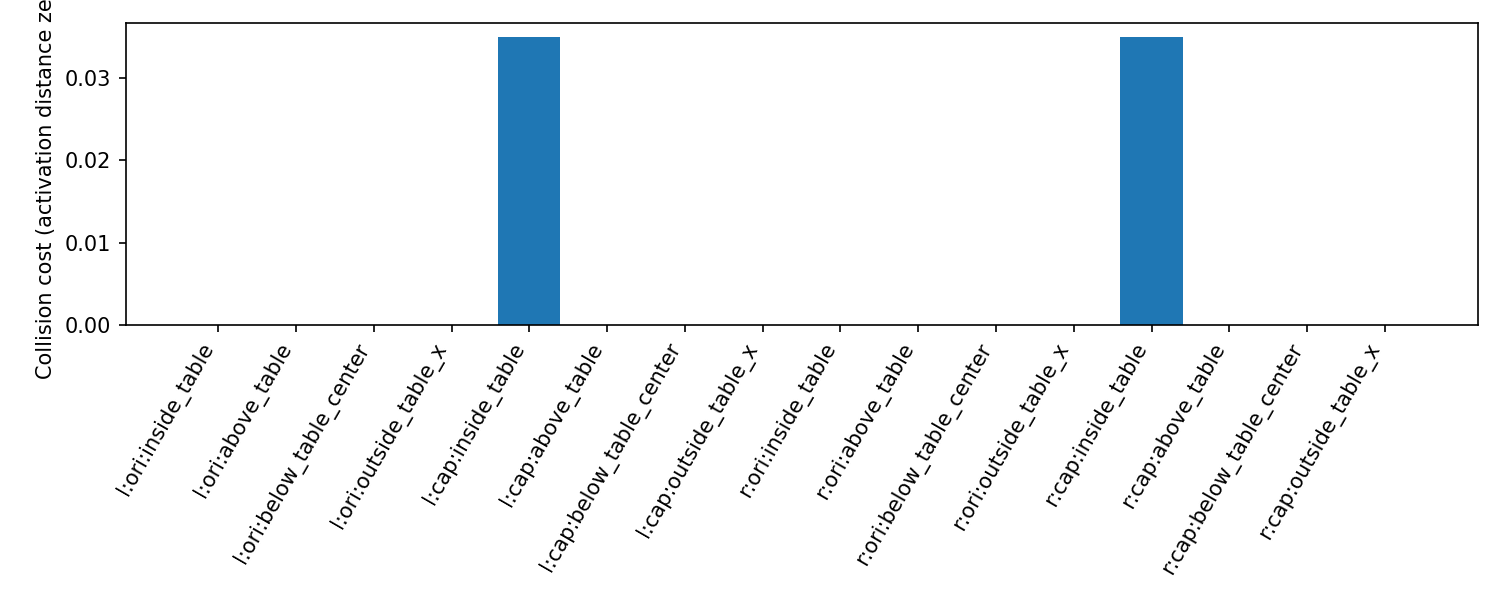 Collision cost (activation distance ze
0.03
0.02
0.01
0.00
l:ori:inside_table
l:ori:above_table
l:ori:below_table_center
l:ori:outside_table_x
l:cap:inside_table
l:cap:above_table
l:cap:below_table_center
l:cap:outside_table_x
r:ori:inside_table
r:ori:above_table
r:ori:below_table_center
r:ori:outside_table_x
r:cap:inside_table
r:cap:above_table
r:cap:below_table_center
r:cap:outside_table_x